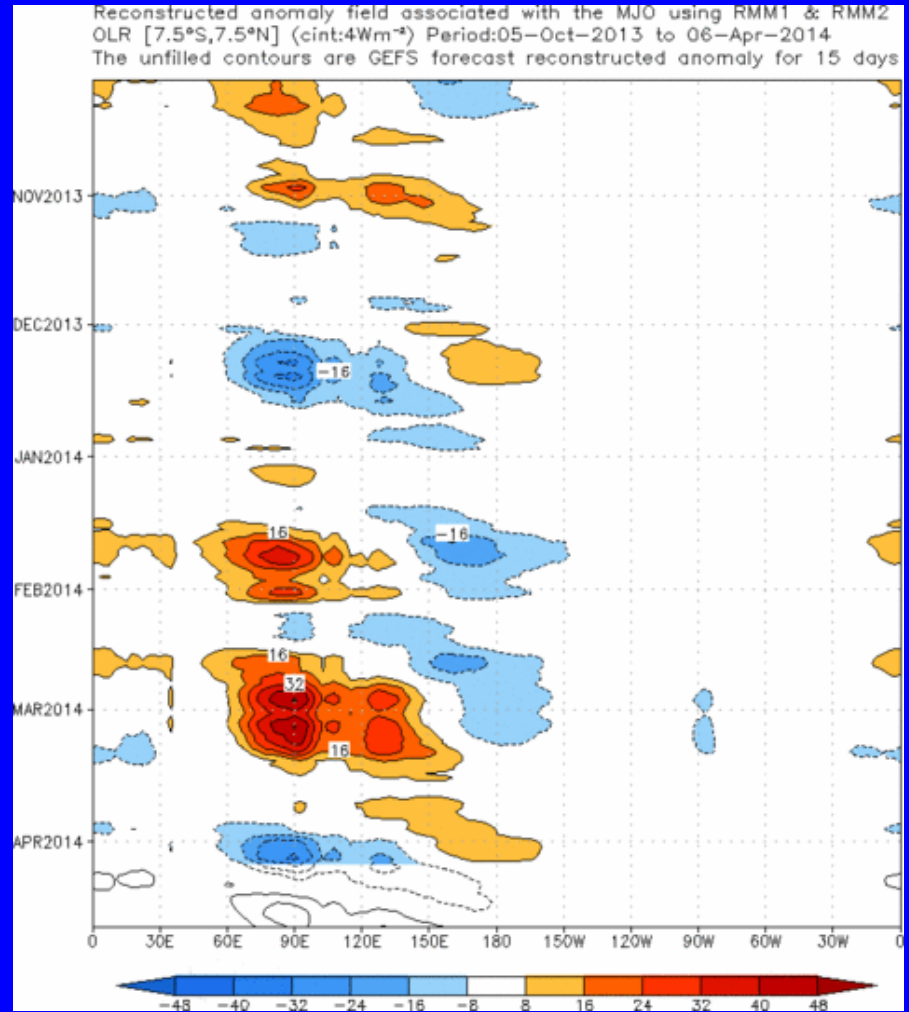 Reconstructed anomaly field associated with the MJO using RMM1 & RMM2
OLR [7.5°S,7.5°N] (cint:4Wm⁻²) Period:05-Oct-2013 to 06-Apr-2014
The unfilled contours are GEFS forecast reconstructed anomaly for 15 days
NOV2013
DEC2013
-16
JAN2014
16
-16
FEB2014
16
32
MAR2014
16
APR2014
0 30E 60E 90E 120E 150E 180 150W 120W 90W 60W 30W 0
-48 -40 -32 -24 -16 -8 8 16 24 32 40 48